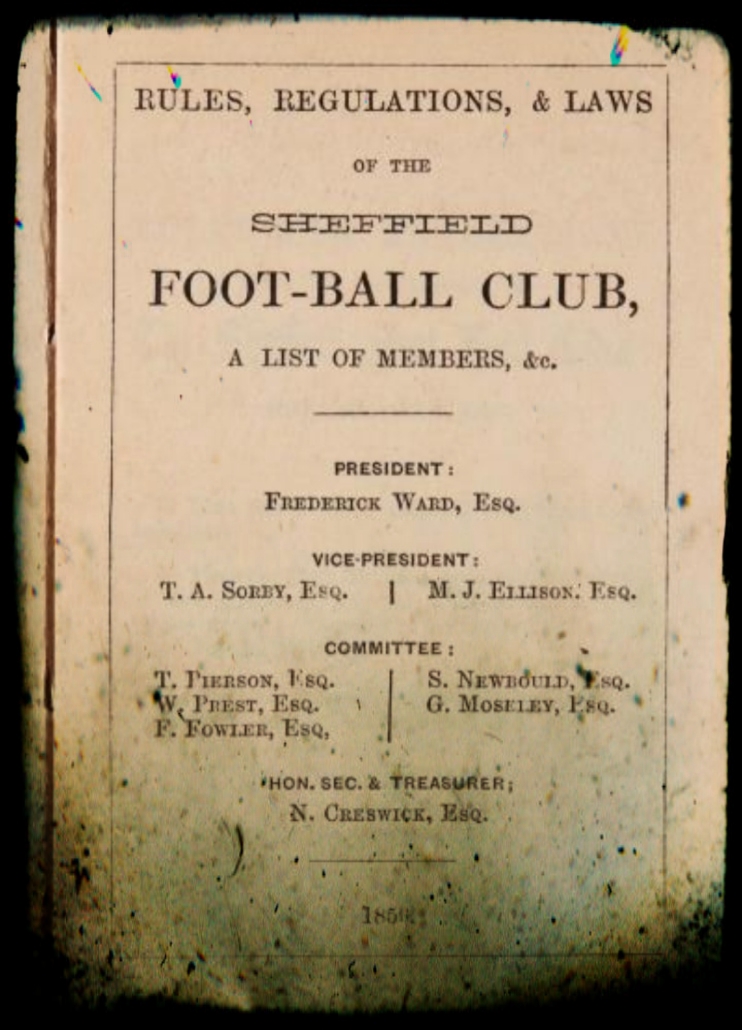 RULES, REGULATIONS, & LAWS
OF THE
SHEFFIELD
FOOT-BALL CLUB,
A LIST OF MEMBERS, &c.
PRESIDENT:
FREDERICK WARD, ESQ.
VICE-PRESIDENT:
T. A. SORBY, ESQ. | M. J. ELLISON. ESQ.
COMMITTEE:
T. PIERSON, ESQ. S. NEWBOULD, ESQ.
W. PREST, ESQ. G. MOSELEY, ESQ.
F. FOWLER, ESQ,
HON. SEC. & TREASURER;
N. CRESWICK, ESQ.